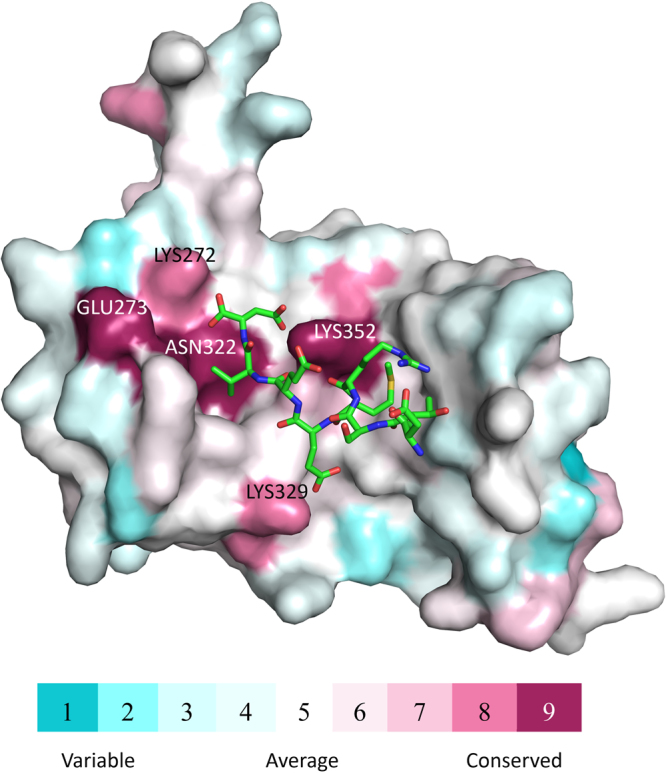 LYS272
GLU273
LYS352
ASN322
LYS329
1 2 3 4 5 6 7 8 9
Variable Average Conserved